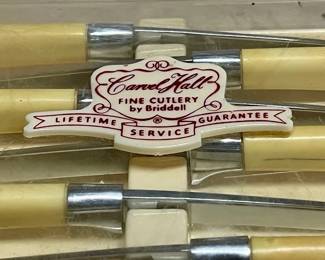 Carvel Hall
FINE CUTLERY
by Briddell
LIFETIME ® GUARANTEE
SERVICE